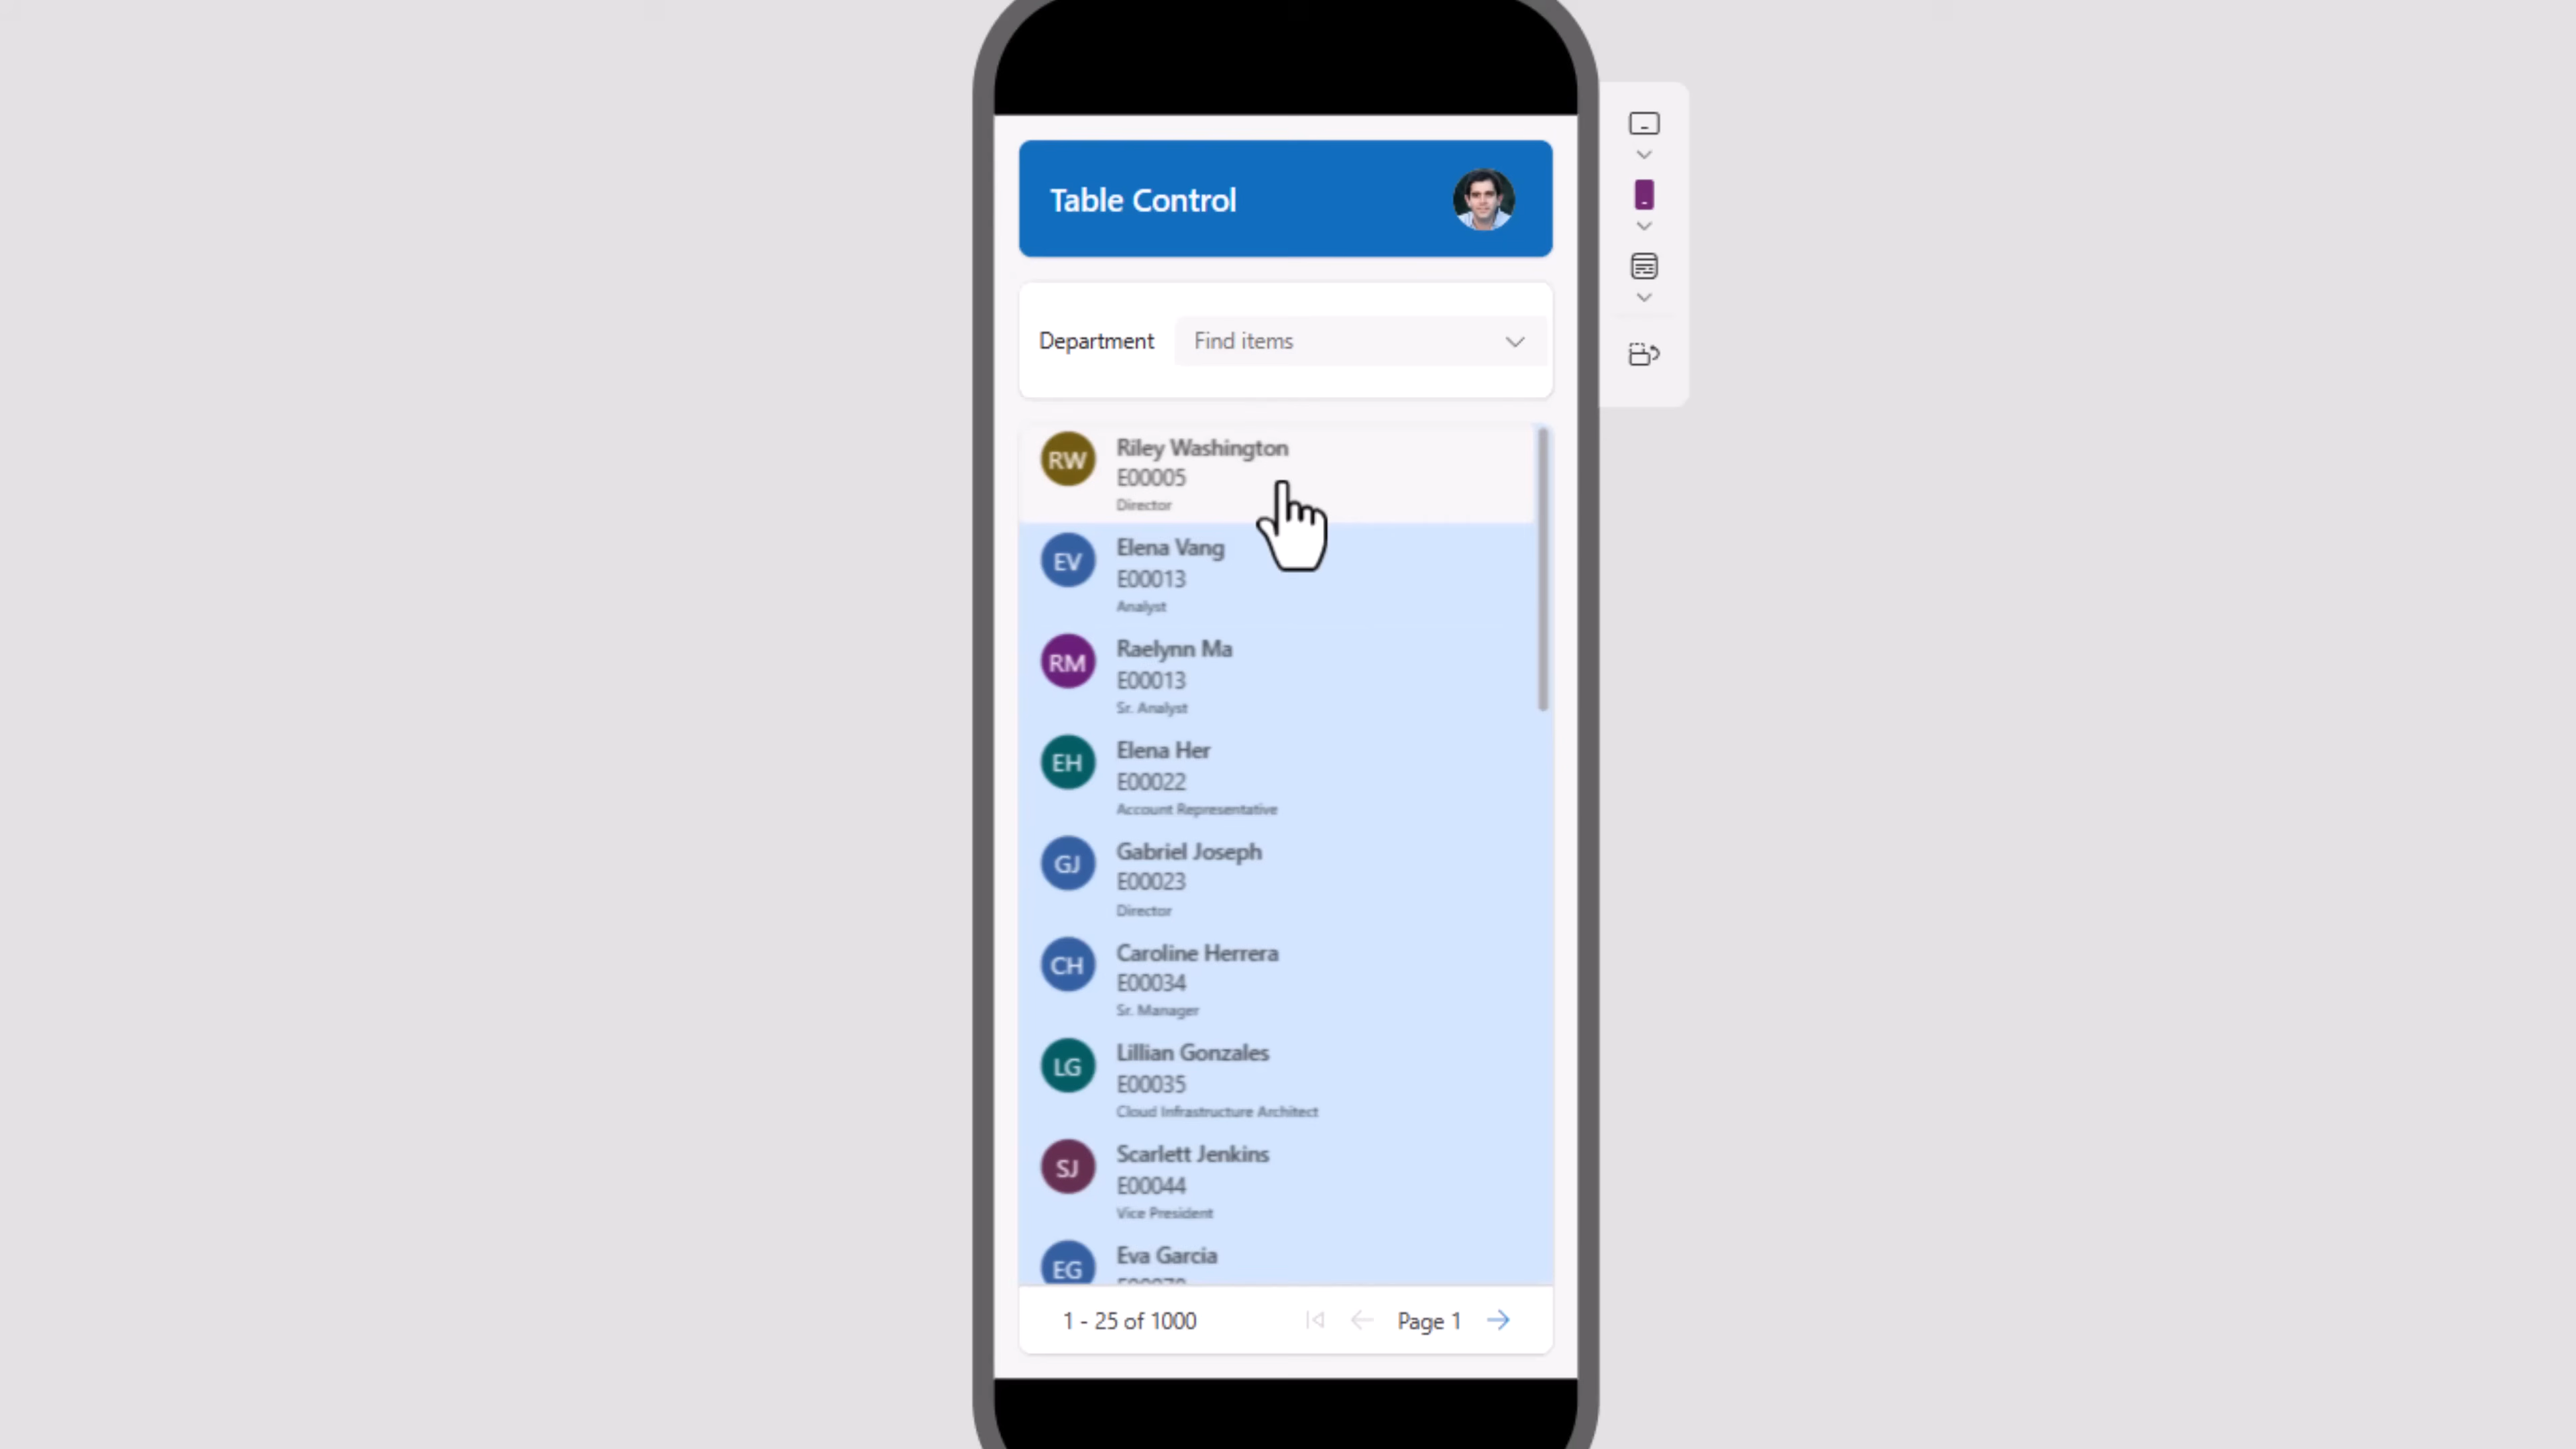 Table Control
Department
Find items
RW
Riley Washington
E00005
Director
EV
Elena Vang
E00013
Analyst
RM
Raelynn Ma
E00013
Sr. Analyst
EH
Elena Her
E00022
Account Representative
GJ
Gabriel Joseph
E00023
Director
CH
Caroline Herrera
E00034
Sr. Manager
LG
Lillian Gonzales
E00035
Cloud Infrastructure Architect
SJ
Scarlett Jenkins
E00044
Vice President
EG
Eva Garcia
1 - 25 of 1000
Page 1